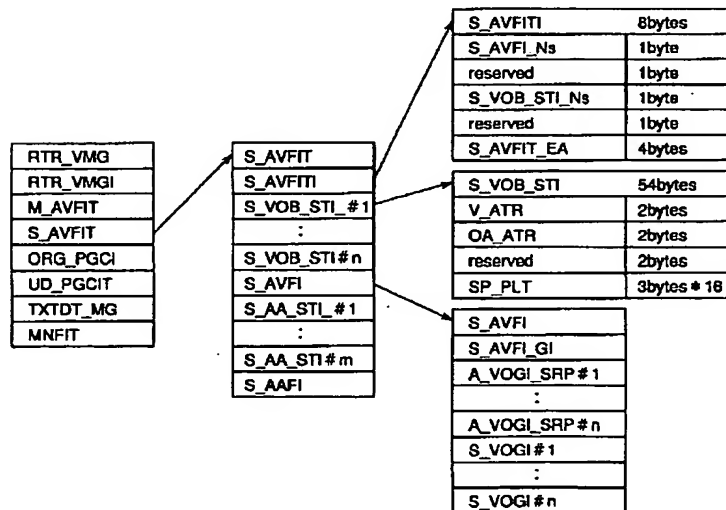 RTR_VMG
RTR_VMGI
M_AVFIT
S_AVFIT
ORG_PGCI
UD_PGCIT
TXTDT_MG
MNFIT
S_AVFIT
S_AVFITI
S_VOB_STI_#1
:
S_VOB_STI#n
S_AVFI
S_AA_STI_#1
:
S_AA_STI#m
S_AAFI
S_AVFITI 8bytes
S_AVFI_Ns 1byte
reserved 1byte
S_VOB_STI_Ns 1byte
reserved 1byte
S_AVFIT_EA 4bytes
S_VOB_STI 54bytes
V_ATR 2bytes
OA_ATR 2bytes
reserved 2bytes
SP_PLT 3bytes*16
S_AVFI
S_AVFI_GI
A_VOGI_SRP#1
:
A_VOGI_SRP#n
S_VOGI#1
:
S_VOGI#n